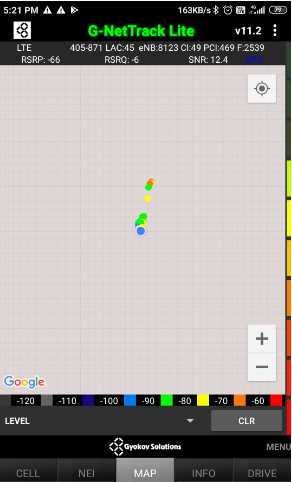 5:21 PM 163KB/s 79
G-NetTrack Lite v11.2
LTE 405-871 LAC:45 eNB:8123 CI:49 PCI:469 F:2539
RSRP: -66 RSRQ: -6 SNR: 12.4 GPS
+
−
Google
-120 -110 -100 -90 -80 -70 -60
LEVEL CLR
Gyokov Solutions MENU
CELL NEI MAP INFO DRIVE